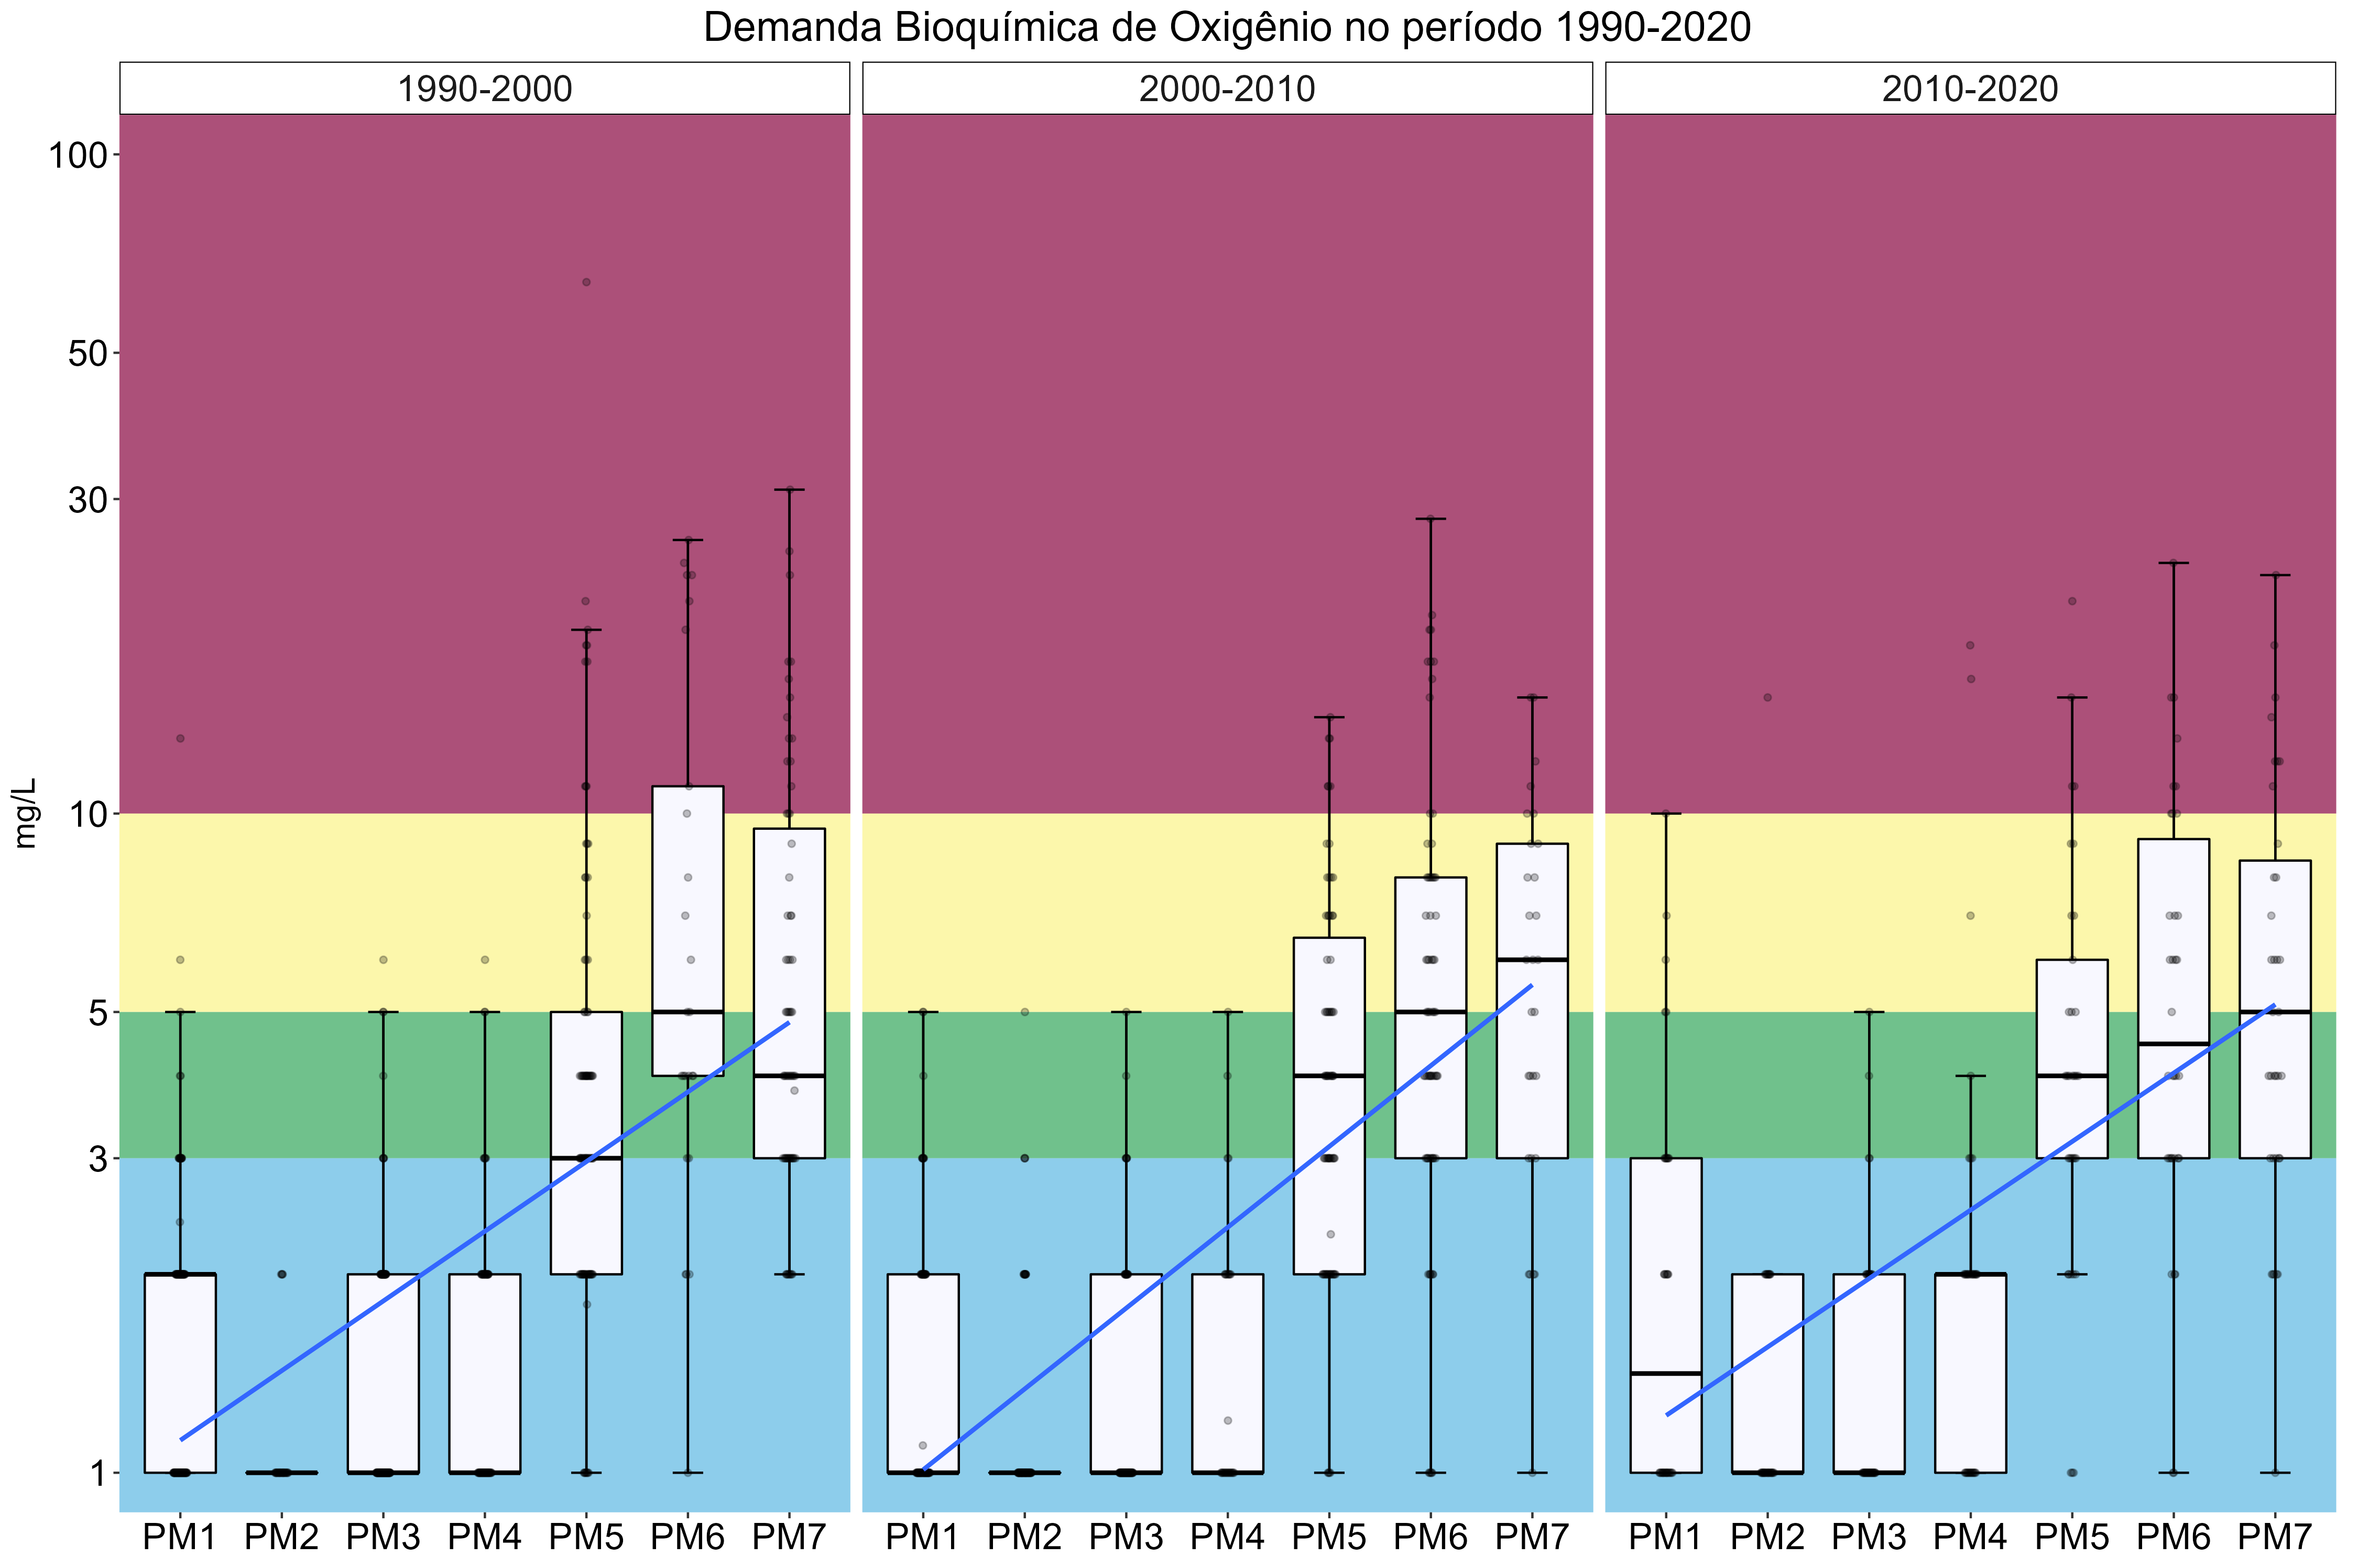 Demanda Bioquímica de Oxigênio no período 1990-2020
1990-2000
2000-2010
2010-2020
mg/L
100
50
30
10
5
3
1
PM1 PM2 PM3 PM4 PM5 PM6 PM7
PM1 PM2 PM3 PM4 PM5 PM6 PM7
PM1 PM2 PM3 PM4 PM5 PM6 PM7